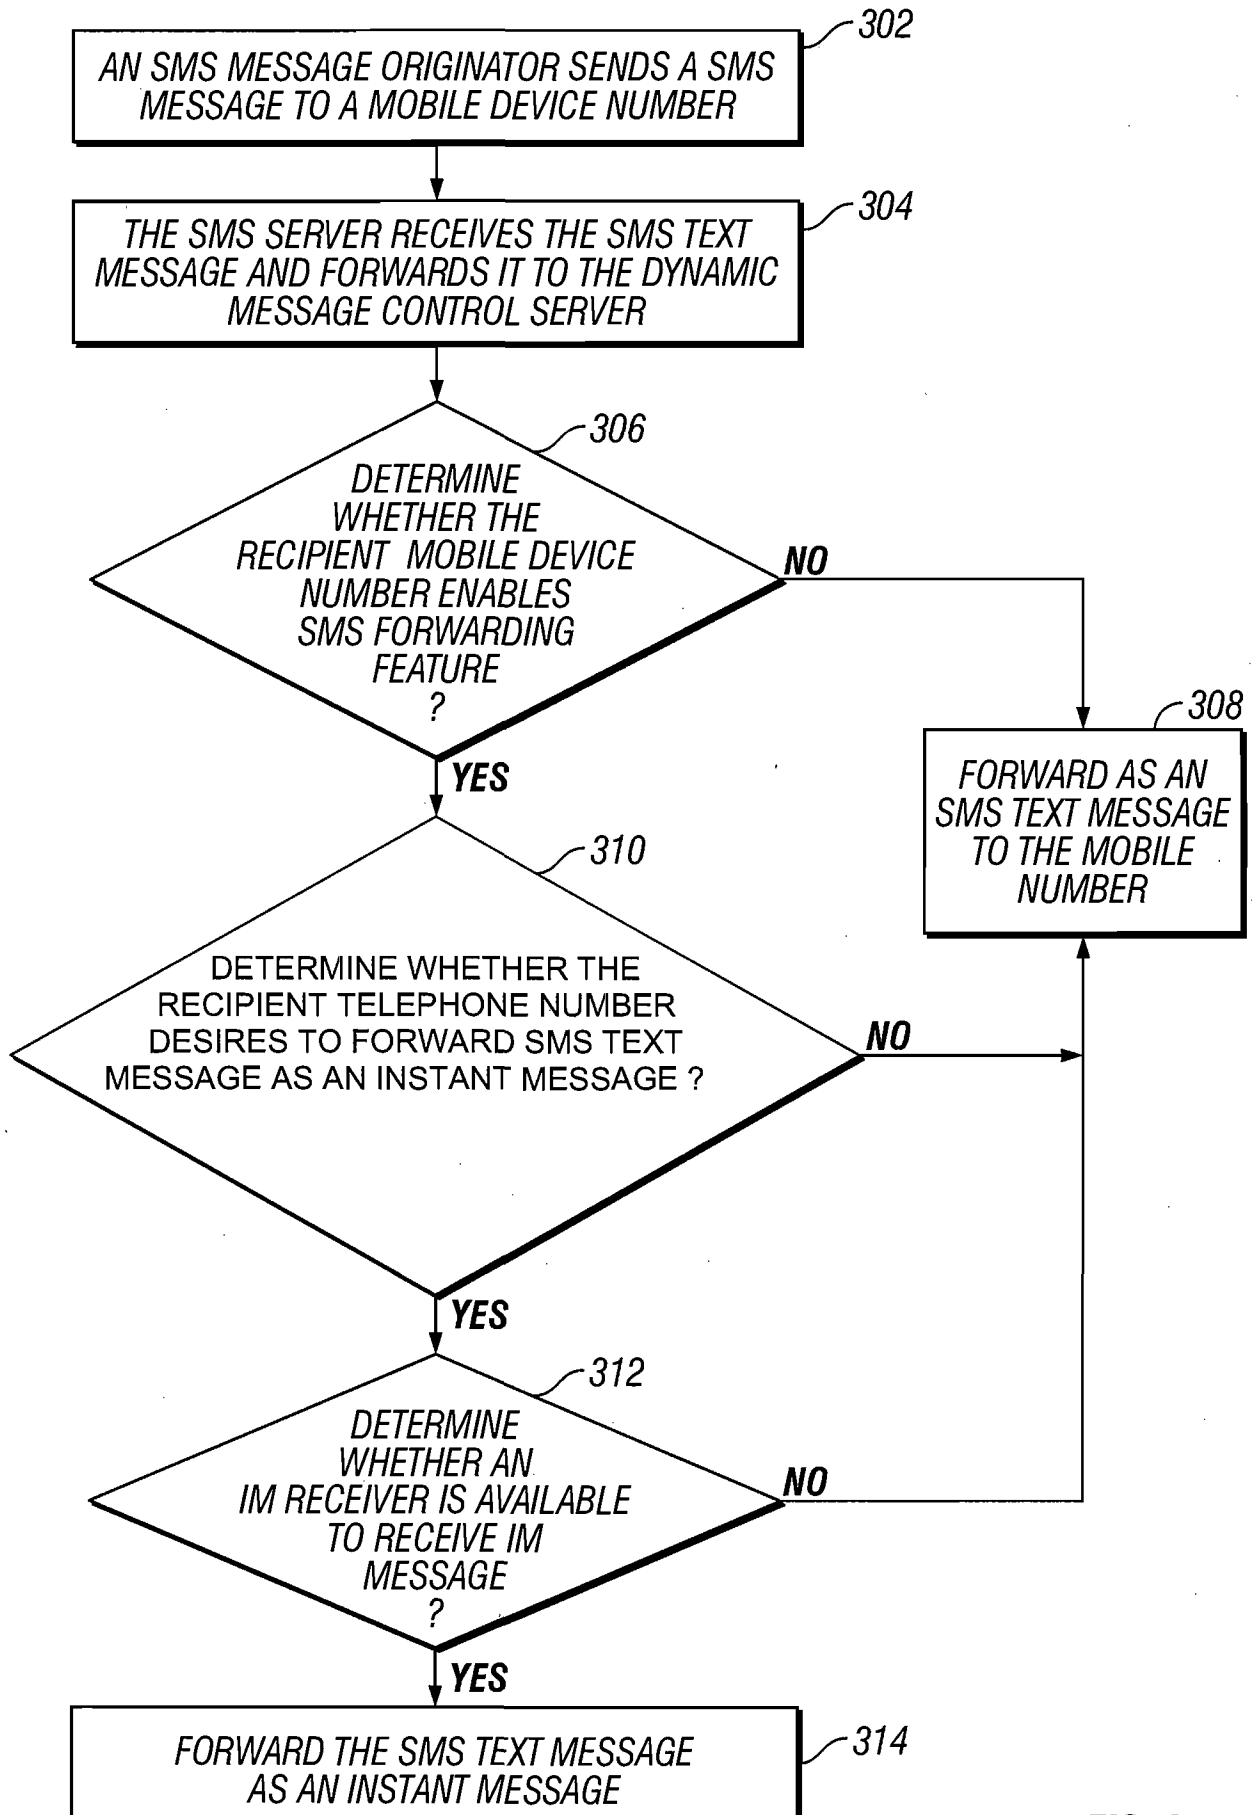 302
AN SMS MESSAGE ORIGINATOR SENDS A SMS
MESSAGE TO A MOBILE DEVICE NUMBER
304
THE SMS SERVER RECEIVES THE SMS TEXT
MESSAGE AND FORWARDS IT TO THE DYNAMIC
MESSAGE CONTROL SERVER
306
DETERMINE
WHETHER THE
RECIPIENT MOBILE DEVICE
NUMBER ENABLES
SMS FORWARDING
FEATURE
?
NO
YES
308
FORWARD AS AN
SMS TEXT MESSAGE
TO THE MOBILE
NUMBER
310
DETERMINE WHETHER THE
RECIPIENT TELEPHONE NUMBER
DESIRES TO FORWARD SMS TEXT
MESSAGE AS AN INSTANT MESSAGE ?
NO
YES
312
DETERMINE
WHETHER AN
IM RECEIVER IS AVAILABLE
TO RECEIVE IM
MESSAGE
?
NO
YES
314
FORWARD THE SMS TEXT MESSAGE
AS AN INSTANT MESSAGE